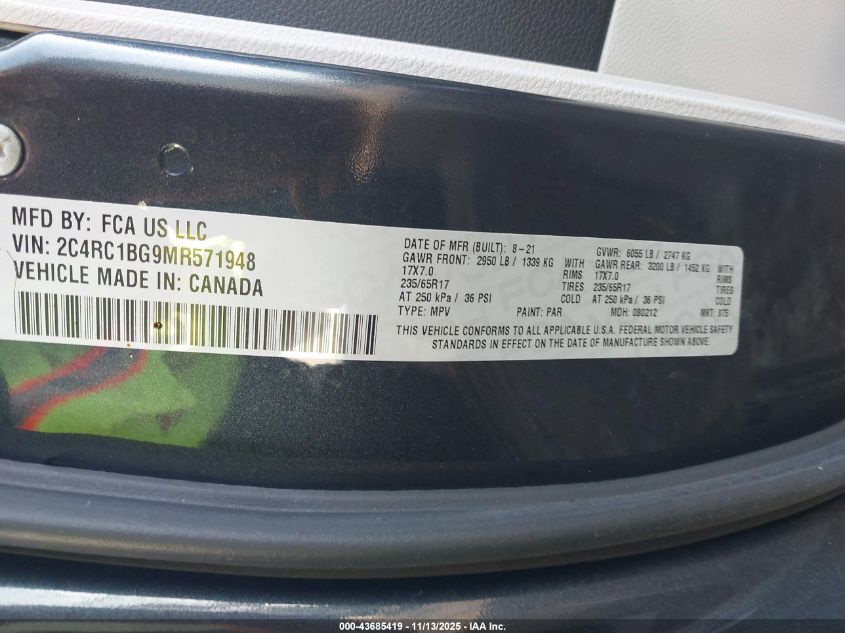 MFD BY: FCA US LLC
VIN: 2C4RC1BG9MR571948
VEHICLE MADE IN: CANADA
DATE OF MFR (BUILT): 8-21 GVWR: 6055 LB / 2747 KG
GAWR FRONT: 2950 LB / 1339 KG WITH GAWR REAR: 3200 LB / 1452 KG WITH
17X7.0 RIMS 17X7.0 RIMS
235/65R17 TIRES 235/65R17 TIRES
AT 250 kPa / 36 PSI COLD AT 250 kPa / 36 PSI COLD
TYPE: MPV PAINT: PAR MDH: 080212 MKT: 875
THIS VEHICLE CONFORMS TO ALL APPLICABLE U.S.A. FEDERAL MOTOR VEHICLE SAFETY
STANDARDS IN EFFECT ON THE DATE OF MANUFACTURE SHOWN ABOVE.
000-43685419 - 11/13/2025 - IAA Inc.